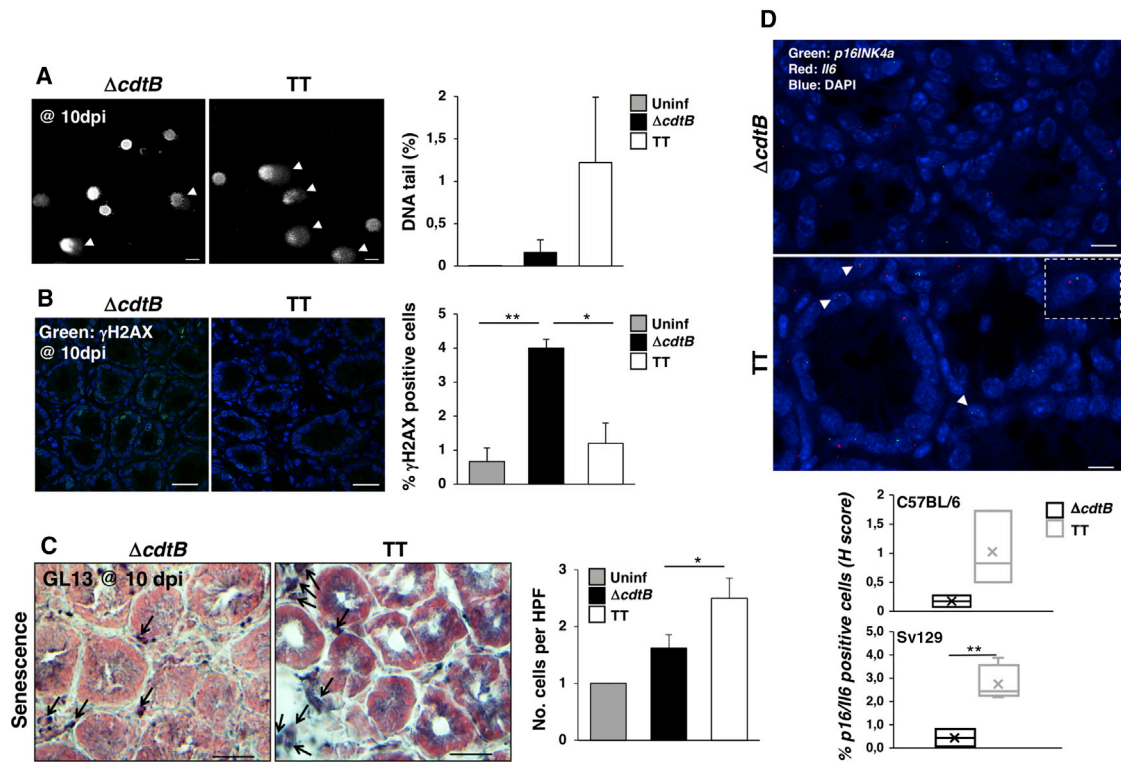 A
ΔcdtB
TT
@ 10dpi
DNA tail (%)
2
1,5
1
0,5
0
Uninf
ΔcdtB
TT
B
ΔcdtB
TT
Green: γH2AX
@ 10dpi
% γH2AX positive cells
5
4
3
2
1
0
**
*
Uninf
ΔcdtB
TT
C
ΔcdtB
TT
Senescence
GL13 @ 10 dpi
No. cells per HPF
3
2
1
0
*
Uninf
ΔcdtB
TT
D
Green: p16INK4a
Red: Il6
Blue: DAPI
ΔcdtB
TT
% p16/Il6 positive cells (H score)
C57BL/6
2
1,5
1
0,5
0
ΔcdtB
TT
Sv129
5,0
4,0
3,0
2,0
1,0
0,0
**